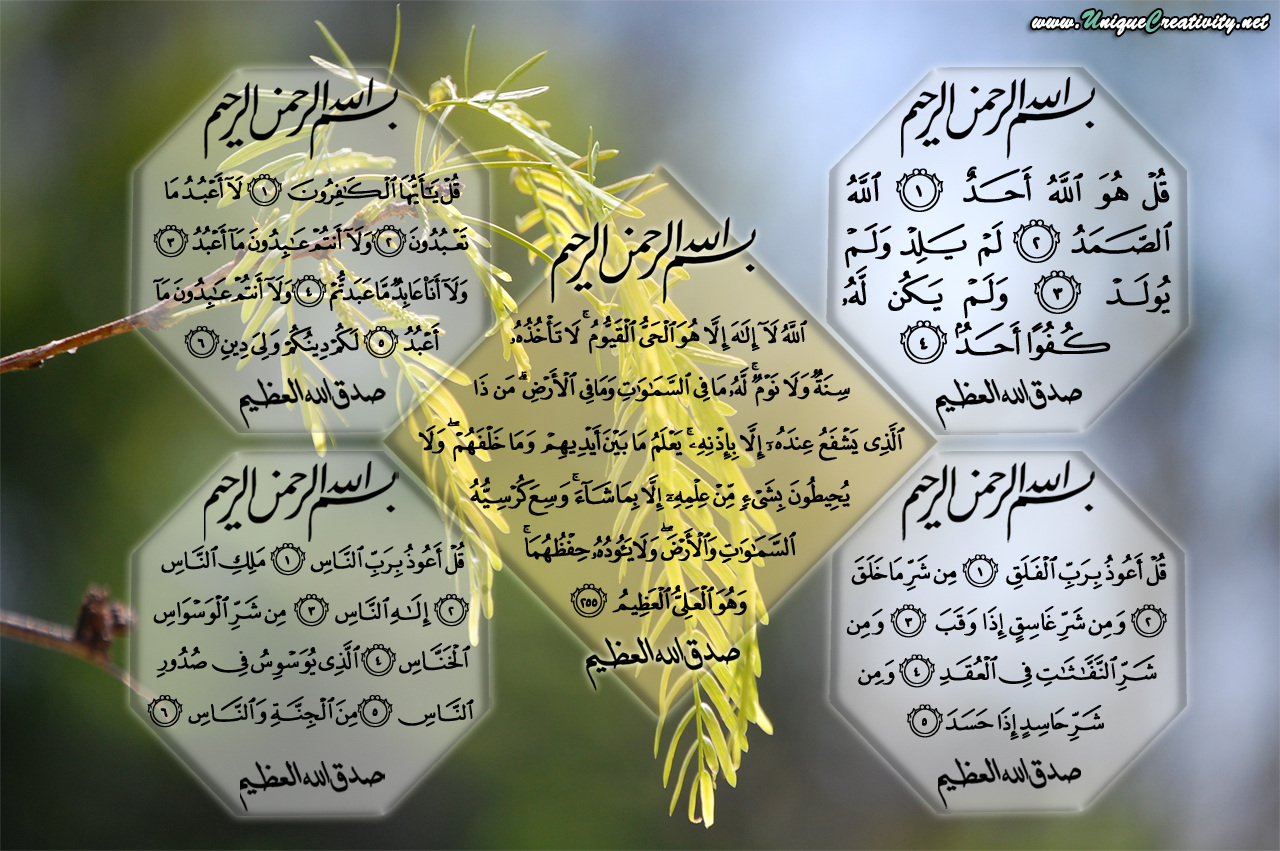 www.UniqueCreativity.net
بسم الله الرحمن الرحيم
قُلْ هُوَ ٱللَّهُ أَحَدٌ ١ ٱللَّهُ
ٱلصَّمَدُ ٢ لَمْ يَلِدْ وَلَمْ
يُولَدْ ٣ وَلَمْ يَكُن لَّهُۥ
كُفُوًا أَحَدٌۢ ٤
صدق الله العظيم
بسم الله الرحمن الرحيم
قُلْ يَـٰٓأَيُّهَا ٱلْكَـٰفِرُونَ ١ لَآ أَعْبُدُ مَا
تَعْبُدُونَ ٢ وَلَآ أَنتُمْ عَـٰبِدُونَ مَآ أَعْبُدُ ٣
وَلَآ أَنَا۠ عَابِدٌ مَّا عَبَدتُّمْ ٤ وَلَآ أَنتُمْ عَـٰبِدُونَ مَآ
أَعْبُدُ ٥ لَكُمْ دِينُكُمْ وَلِىَ دِينِ ٦
صدق الله العظيم
بسم الله الرحمن الرحيم
ٱللَّهُ لَآ إِلَـٰهَ إِلَّا هُوَ ٱلْحَىُّ ٱلْقَيُّومُ ۚ لَا تَأْخُذُهُۥ
سِنَةٌ وَلَا نَوْمٌ ۚ لَّهُۥ مَا فِى ٱلسَّمَـٰوَٰتِ وَمَا فِى ٱلْأَرْضِ ۗ مَن ذَا
ٱلَّذِى يَشْفَعُ عِندَهُۥٓ إِلَّا بِإِذْنِهِۦ ۚ يَعْلَمُ مَا بَيْنَ أَيْدِيهِمْ وَمَا خَلْفَهُمْ ۖ وَلَا
يُحِيطُونَ بِشَىْءٍ مِّنْ عِلْمِهِۦٓ إِلَّا بِمَا شَآءَ ۚ وَسِعَ كُرْسِيُّهُ
ٱلسَّمَـٰوَٰتِ وَٱلْأَرْضَ ۖ وَلَا يَـُٔودُهُۥ حِفْظُهُمَا ۚ
وَهُوَ ٱلْعَلِىُّ ٱلْعَظِيمُ ٢٥٥
صدق الله العظيم
بسم الله الرحمن الرحيم
قُلْ أَعُوذُ بِرَبِّ ٱلْفَلَقِ ١ مِن شَرِّ مَا خَلَقَ
٢ وَمِن شَرِّ غَاسِقٍ إِذَا وَقَبَ ٣ وَمِن
شَرِّ ٱلنَّفَّـٰثَـٰتِ فِى ٱلْعُقَدِ ٤ وَمِن
شَرِّ حَاسِدٍ إِذَا حَسَدَ ٥
صدق الله العظيم
بسم الله الرحمن الرحيم
قُلْ أَعُوذُ بِرَبِّ ٱلنَّاسِ ١ مَلِكِ ٱلنَّاسِ
٢ إِلَـٰهِ ٱلنَّاسِ ٣ مِن شَرِّ ٱلْوَسْوَاسِ
ٱلْخَنَّاسِ ٤ ٱلَّذِى يُوَسْوِسُ فِى صُدُورِ
ٱلنَّاسِ ٥ مِنَ ٱلْجِنَّةِ وَٱلنَّاسِ ٦
صدق الله العظيم